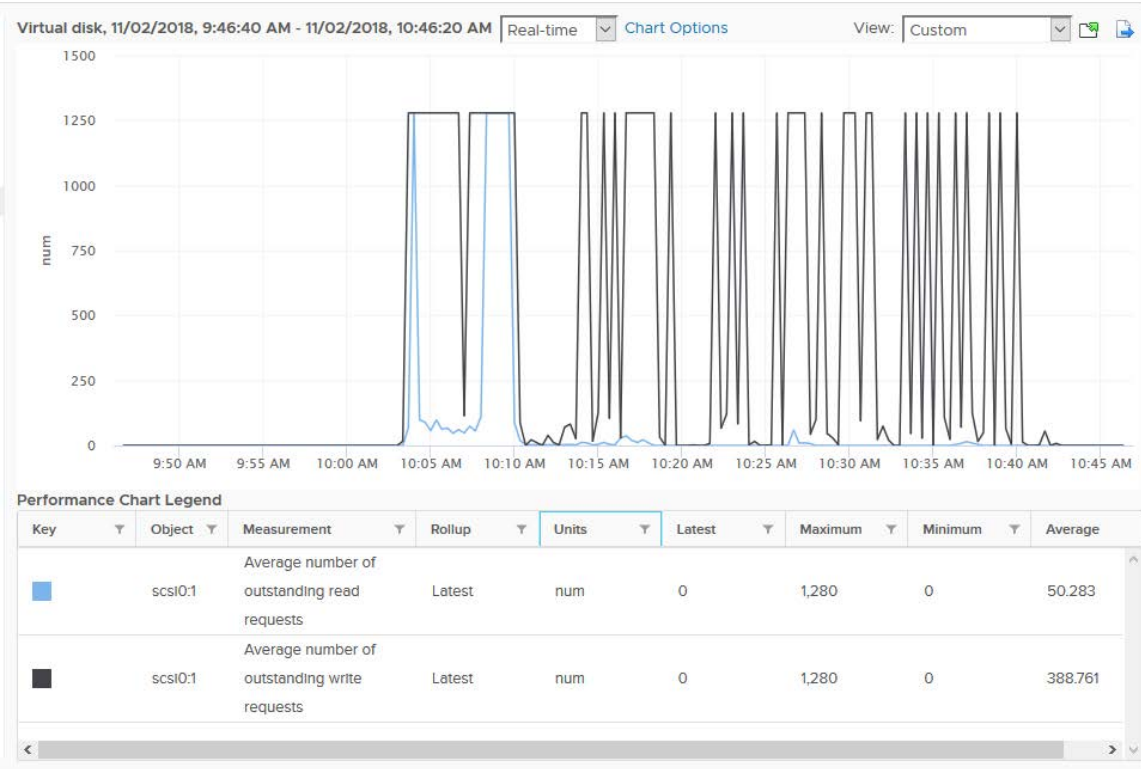 Virtual disk, 11/02/2018, 9:46:40 AM - 11/02/2018, 10:46:20 AM Real-time Chart Options View: Custom
1500
1250
1000
750
500
250
0
num
9:50 AM 9:55 AM 10:00 AM 10:05 AM 10:10 AM 10:15 AM 10:20 AM 10:25 AM 10:30 AM 10:35 AM 10:40 AM 10:45 AM
Performance Chart Legend
Key Object Measurement Rollup Units Latest Maximum Minimum Average
Average number of
scsi0:1 outstanding read Latest num 0 1,280 0 50.283
requests
Average number of
scsi0:1 outstanding write Latest num 0 1,280 0 388.761
requests